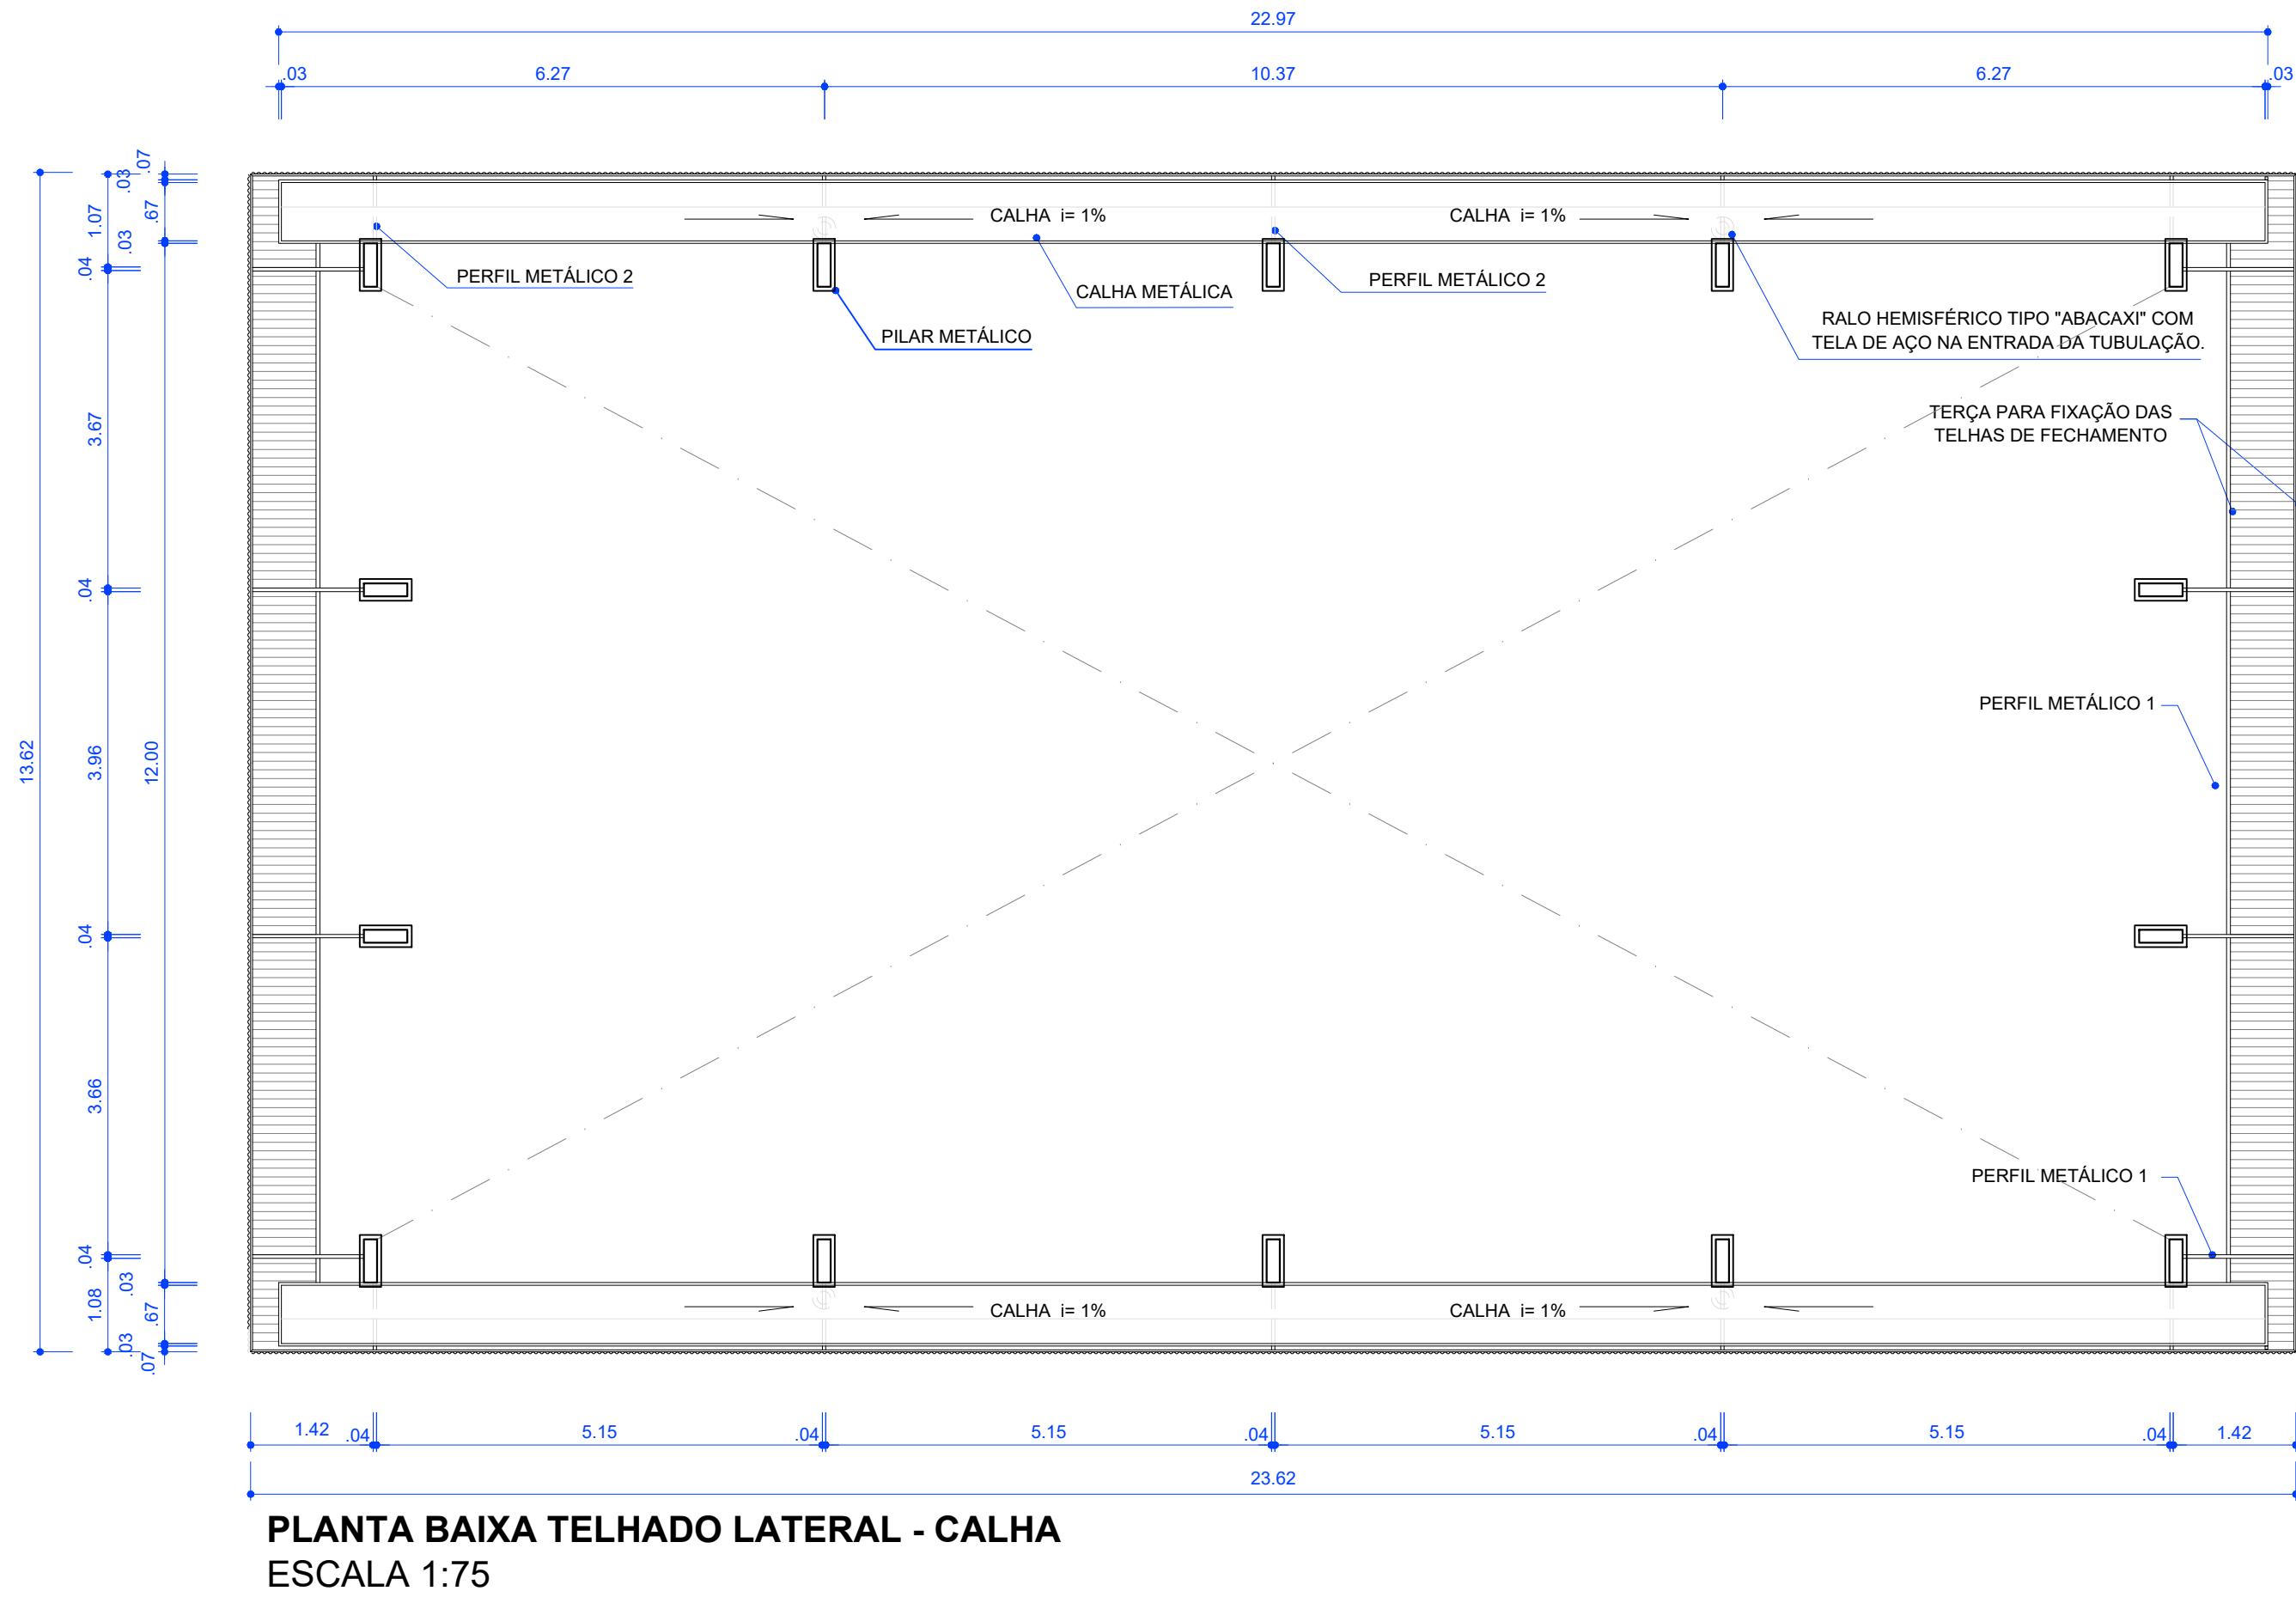 22.97
.03 6.27 10.37 6.27 .03
.07
.03
1.07 .67
.03
.04
CALHA i= 1% CALHA i= 1%
PERFIL METÁLICO 2
CALHA METÁLICA
PERFIL METÁLICO 2
PILAR METÁLICO
RALO HEMISFÉRICO TIPO "ABACAXI" COM
TELA DE AÇO NA ENTRADA DA TUBULAÇÃO.
TERÇA PARA FIXAÇÃO DAS
TELHAS DE FECHAMENTO
3.67
.04
PERFIL METÁLICO 1
13.62 3.96 12.00
.04
3.66
PERFIL METÁLICO 1
.04
.03
1.08 .67
.03
.07
CALHA i= 1% CALHA i= 1%
1.42 .04 5.15 .04 5.15 .04 5.15 .04 5.15 .04 1.42
23.62
PLANTA BAIXA TELHADO LATERAL - CALHA
ESCALA 1:75